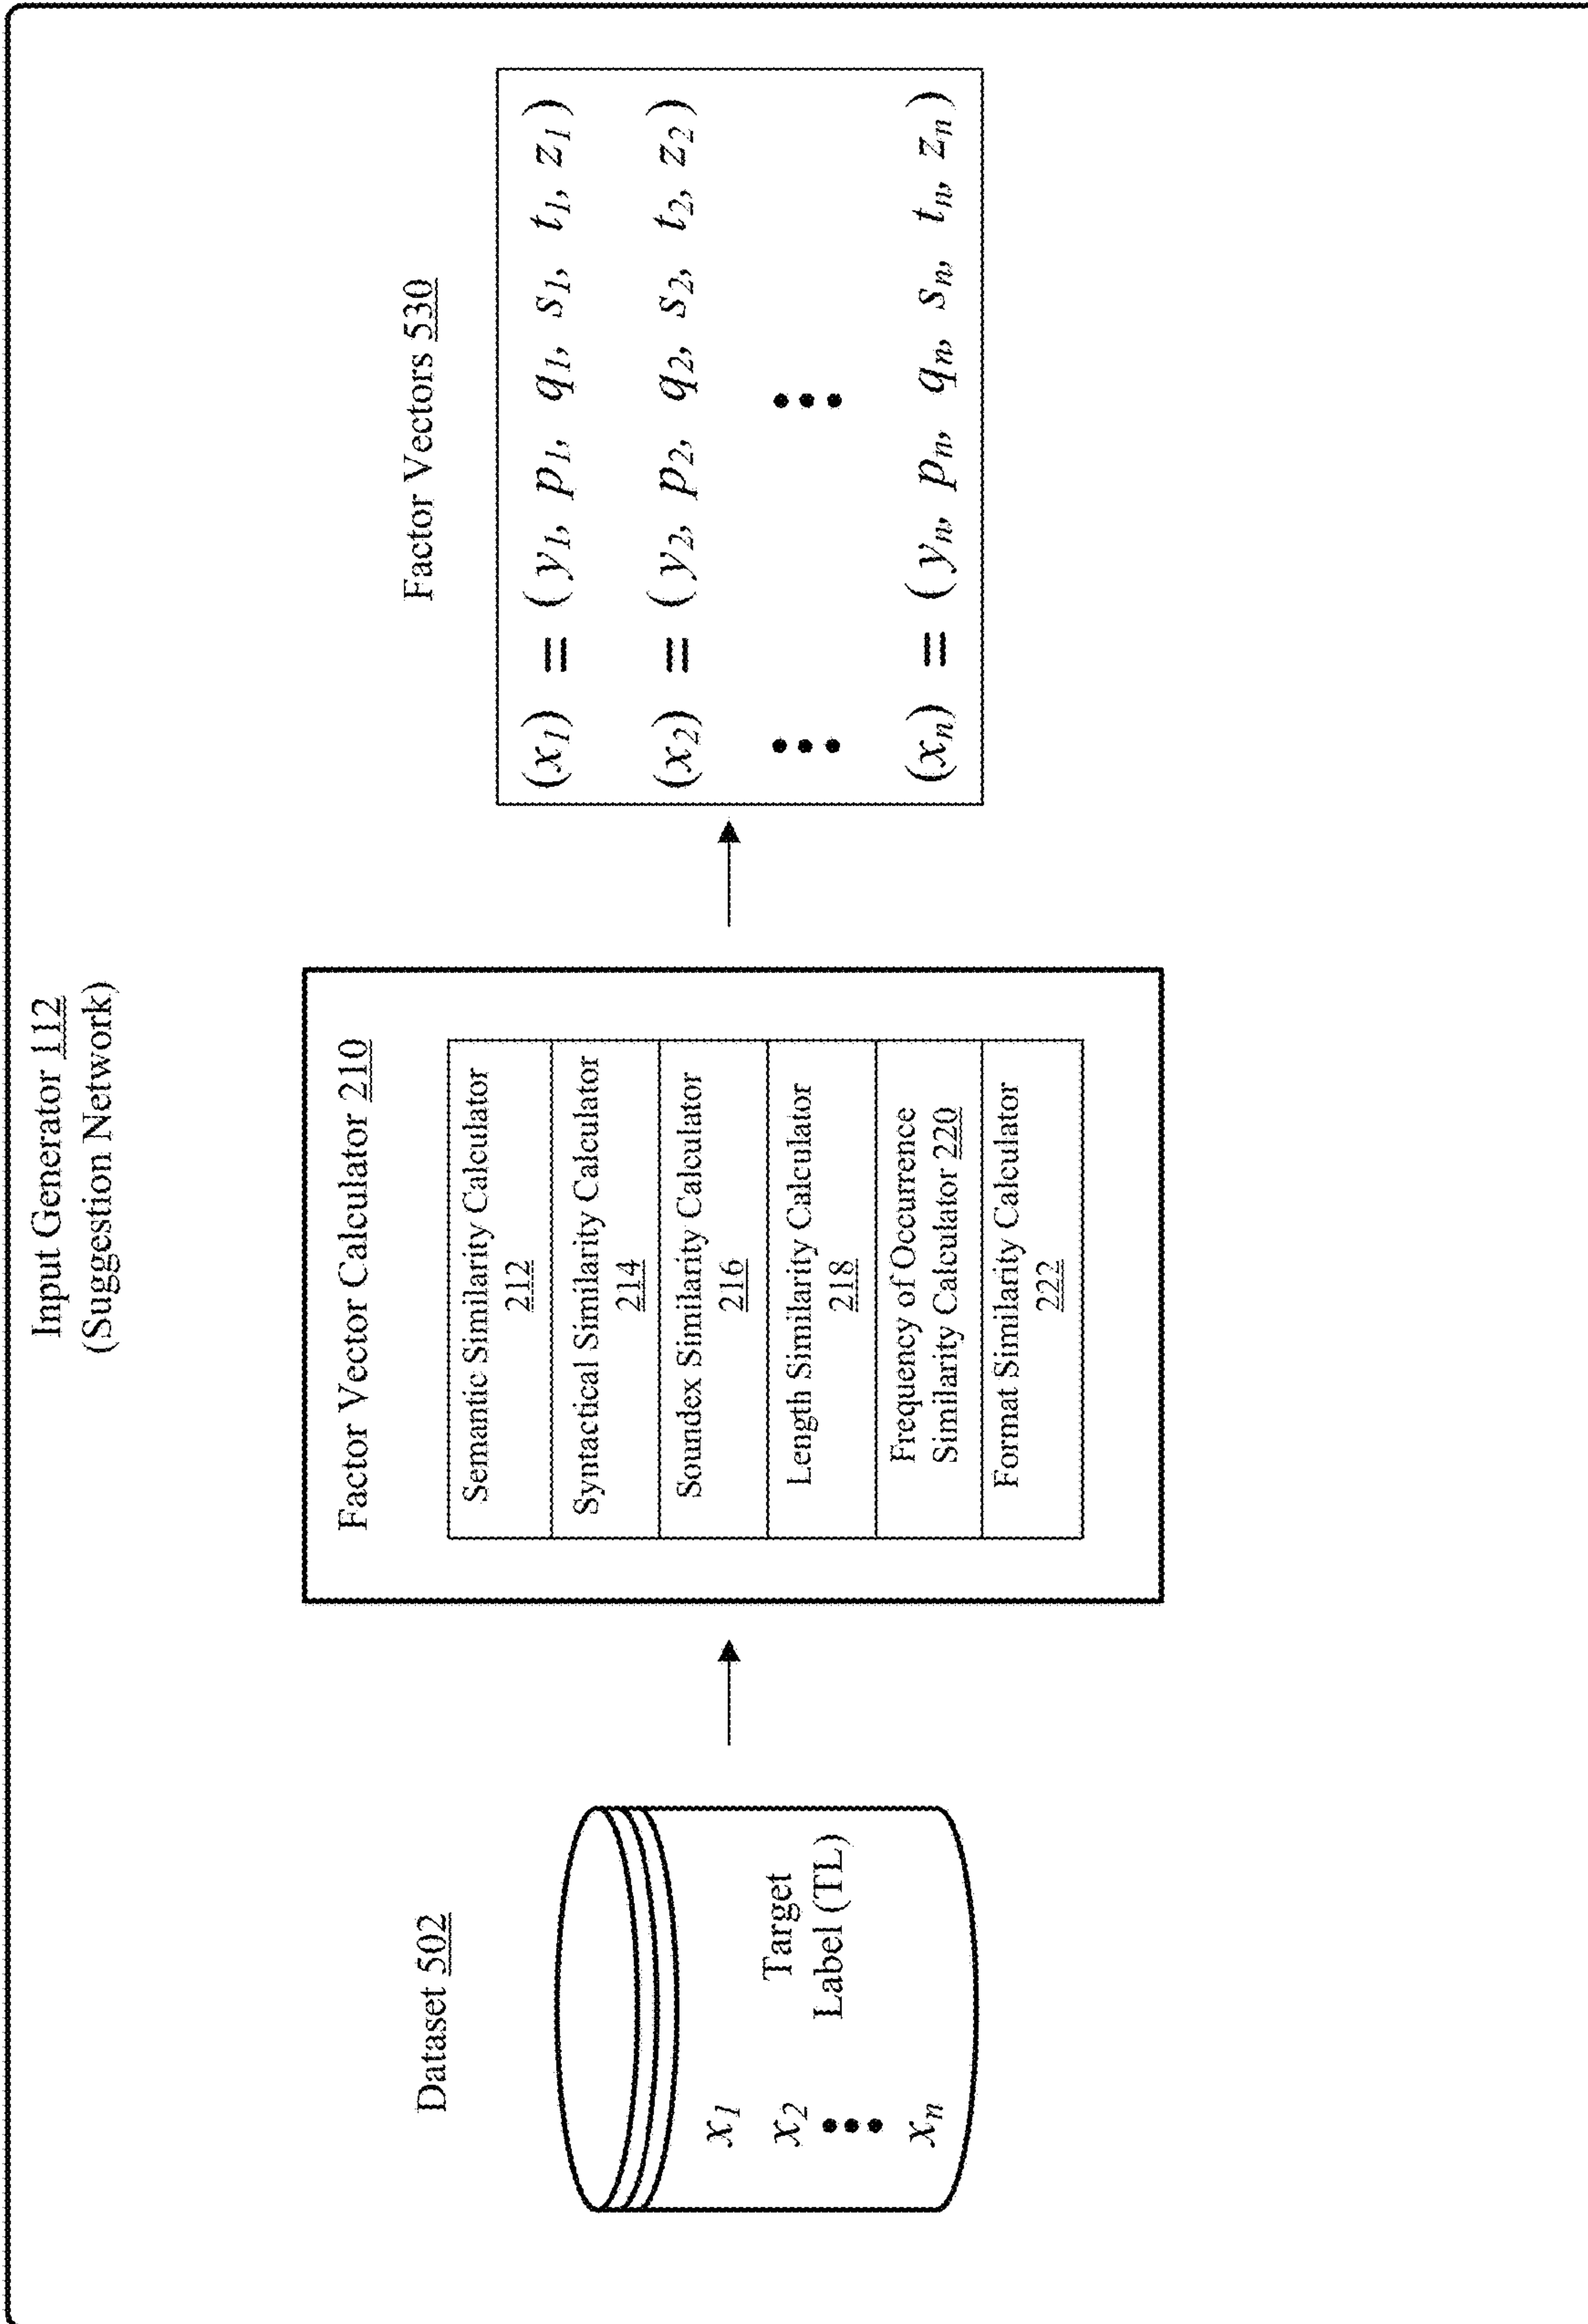 Input Generator 112
(Suggestion Network)
Dataset 502
x1
x2
xn
Target
Label (TL)
Factor Vector Calculator 210
Semantic Similarity Calculator
212
Syntactical Similarity Calculator
214
Soundex Similarity Calculator
216
Length Similarity Calculator
218
Frequency of Occurrence
Similarity Calculator 220
Format Similarity Calculator
222
Factor Vectors 530
(x1) = (y1, p1, q1, s1, t1, z1)
(x2) = (y2, p2, q2, s2, t2, z2)
(xn) = (yn, pn, qn, sn, tn, zn)